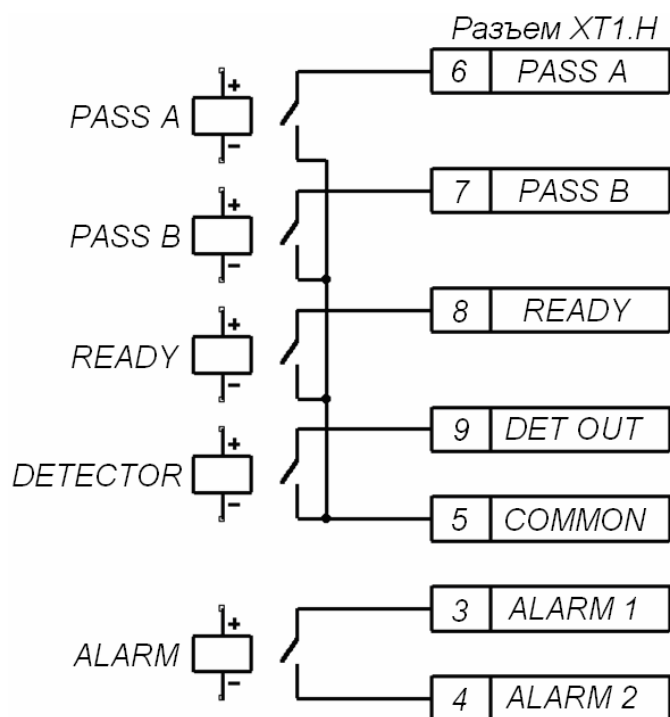 Разъем XT1.H
6 PASS A
+
PASS A
−
7 PASS B
+
PASS B
−
8 READY
+
READY
−
9 DET OUT
+
DETECTOR
−
5 COMMON
3 ALARM 1
+
ALARM
−
4 ALARM 2